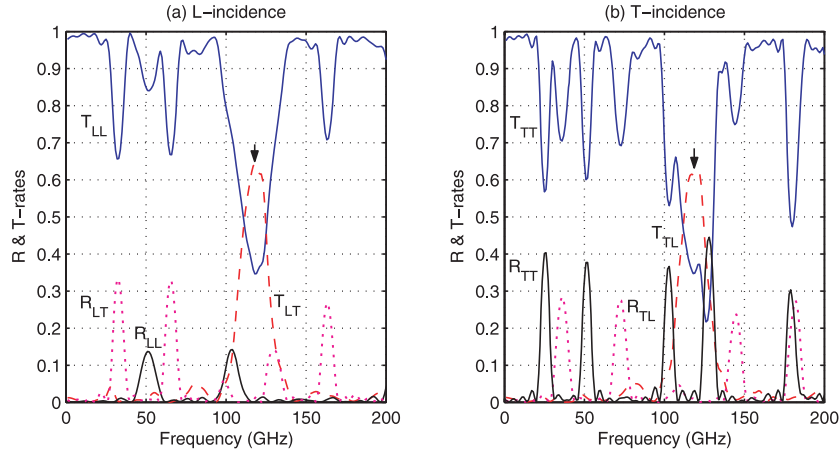 (a) L−incidence
1
0.9
0.8
0.7
0.6
0.5
0.4
0.3
0.2
0.1
0
R & T−rates
T_LL
R_LT
R_LL
T_LT
0 50 100 150 200
Frequency (GHz)
(b) T−incidence
1
0.9
0.8
0.7
0.6
0.5
0.4
0.3
0.2
0.1
0
R & T−rates
T_TT
T_TL
R_TT
R_TL
0 50 100 150 200
Frequency (GHz)